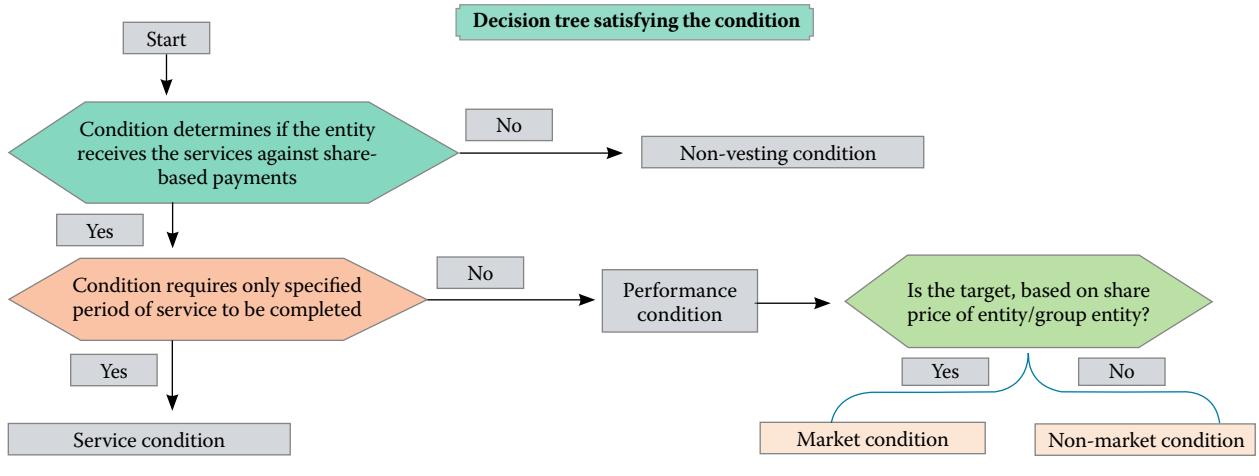 Decision tree satisfying the condition
Start
Condition determines if the entity
receives the services against share-
based payments
No
Non-vesting condition
Yes
Condition requires only specified
period of service to be completed
No
Performance
condition
Is the target, based on share
price of entity/group entity?
Yes
Service condition
Yes
No
Market condition
Non-market condition